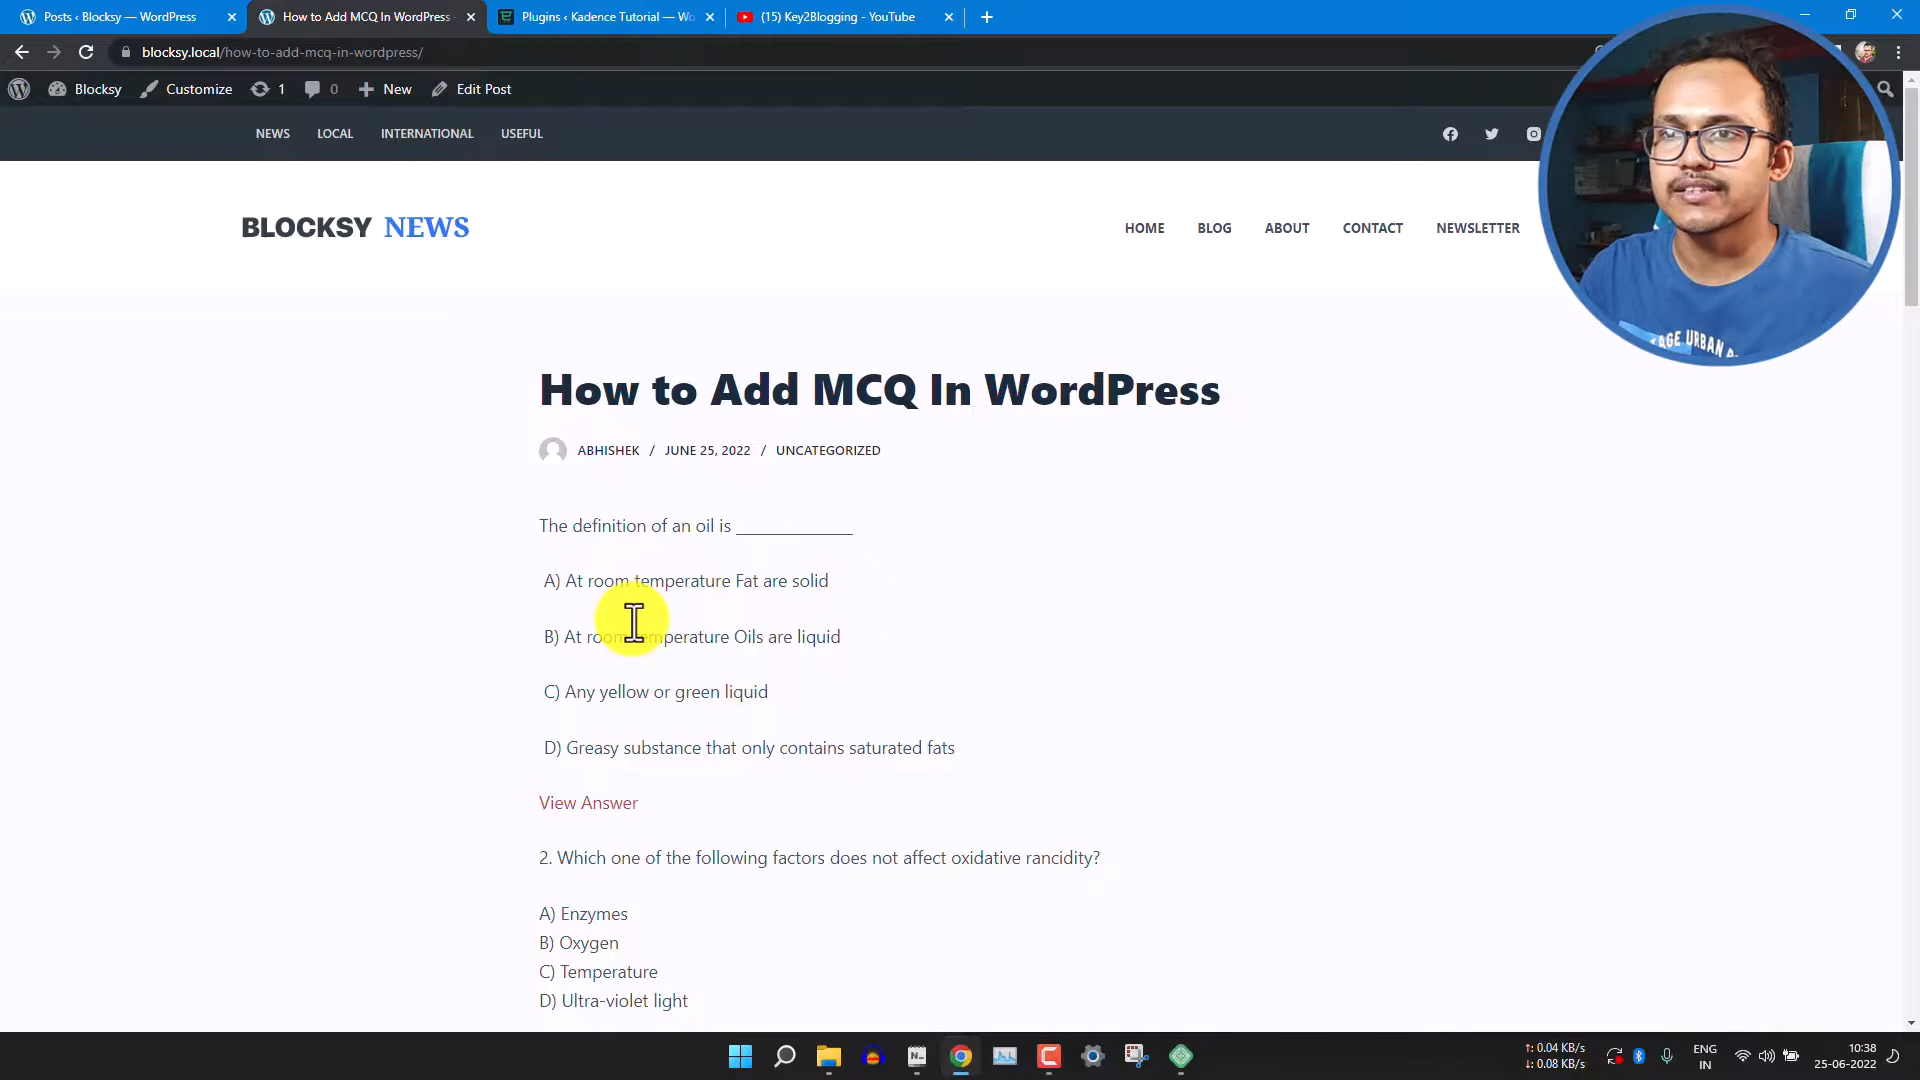 Posts ‹ Blocksy — WordPress
How to Add MCQ In WordPress
Plugins ‹ Kadence Tutorial — Wo
(15) Key2Blogging - YouTube
blocksy.local/how-to-add-mcq-in-wordpress/
Blocksy Customize 1 0 New Edit Post
NEWS LOCAL INTERNATIONAL USEFUL
BLOCKSY NEWS
HOME BLOG ABOUT CONTACT NEWSLETTER
AGE URBAN
How to Add MCQ In WordPress
ABHISHEK / JUNE 25, 2022 / UNCATEGORIZED
The definition of an oil is _____________
A) At room temperature Fat are solid
B) At room temperature Oils are liquid
C) Any yellow or green liquid
D) Greasy substance that only contains saturated fats
View Answer
2. Which one of the following factors does not affect oxidative rancidity?
A) Enzymes
B) Oxygen
C) Temperature
D) Ultra-violet light
↑: 0.04 KB/s
↓: 0.08 KB/s
ENG
IN
10:38
25-06-2022